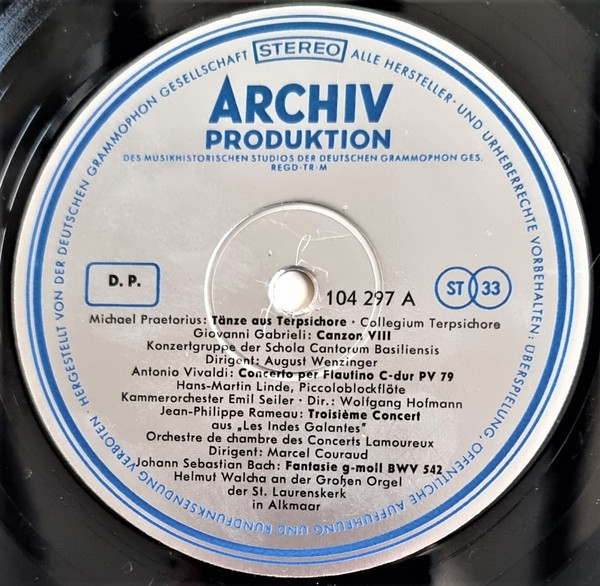 HERGESTELLT VON DER DEUTSCHEN GRAMMOPHON GESELLSCHAFT STEREO ALLE HERSTELLER- UND URHEBERRECHTE VORBEHALTEN: ÜBERSPIELUNG, ÖFFENTLICHE AUFFÜHRUNG UND RUNDFUNKSENDUNG VERBOTEN ·
ARCHIV
PRODUKTION
DES MUSIKHISTORISCHEN STUDIOS DER DEUTSCHEN GRAMMOPHON GES.
REGD·TR·M
D. P.
104 297 A
ST 33
Michael Praetorius: Tänze aus Terpsichore · Collegium Terpsichore
Giovanni Gabrieli: Canzon VIII
Konzertgruppe der Schola Cantorum Basiliensis
Dirigent: August Wenzinger
Antonio Vivaldi: Concerto per Flautino C-dur PV 79
Hans-Martin Linde, Piccoloblockflöte
Kammerorchester Emil Seiler · Dir.: Wolfgang Hofmann
Jean-Philippe Rameau: Troisième Concert
aus „Les Indes Galantes"
Orchestre de chambre des Concerts Lamoureux
Dirigent: Marcel Couraud
Johann Sebastian Bach: Fantasie g-moll BWV 542
Helmut Walcha an der Großen Orgel
der St. Laurenskerk
in Alkmaar